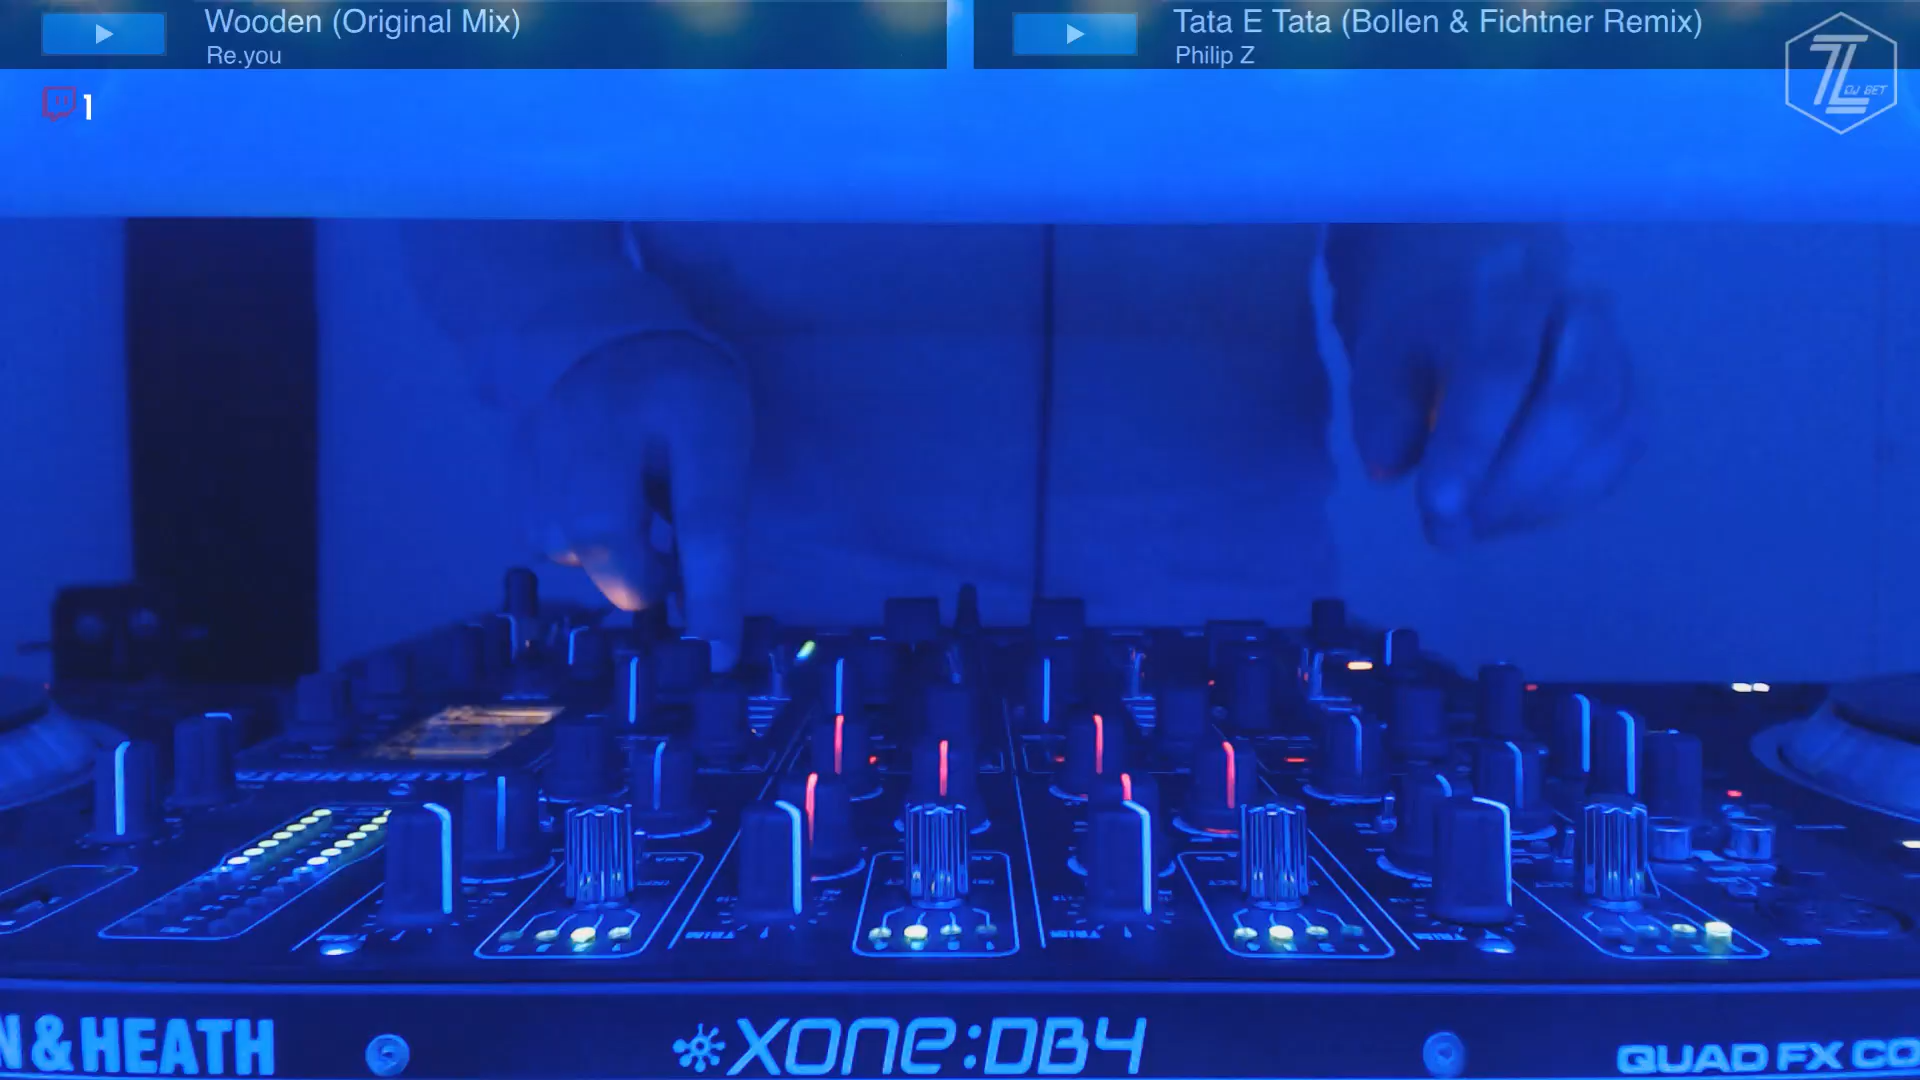 Wooden (Original Mix)
Re.you
Tata E Tata (Bollen & Fichtner Remix)
Philip Z
1
TZ DJ SET
N&HEATH
XONE:DB4
QUAD FX CO